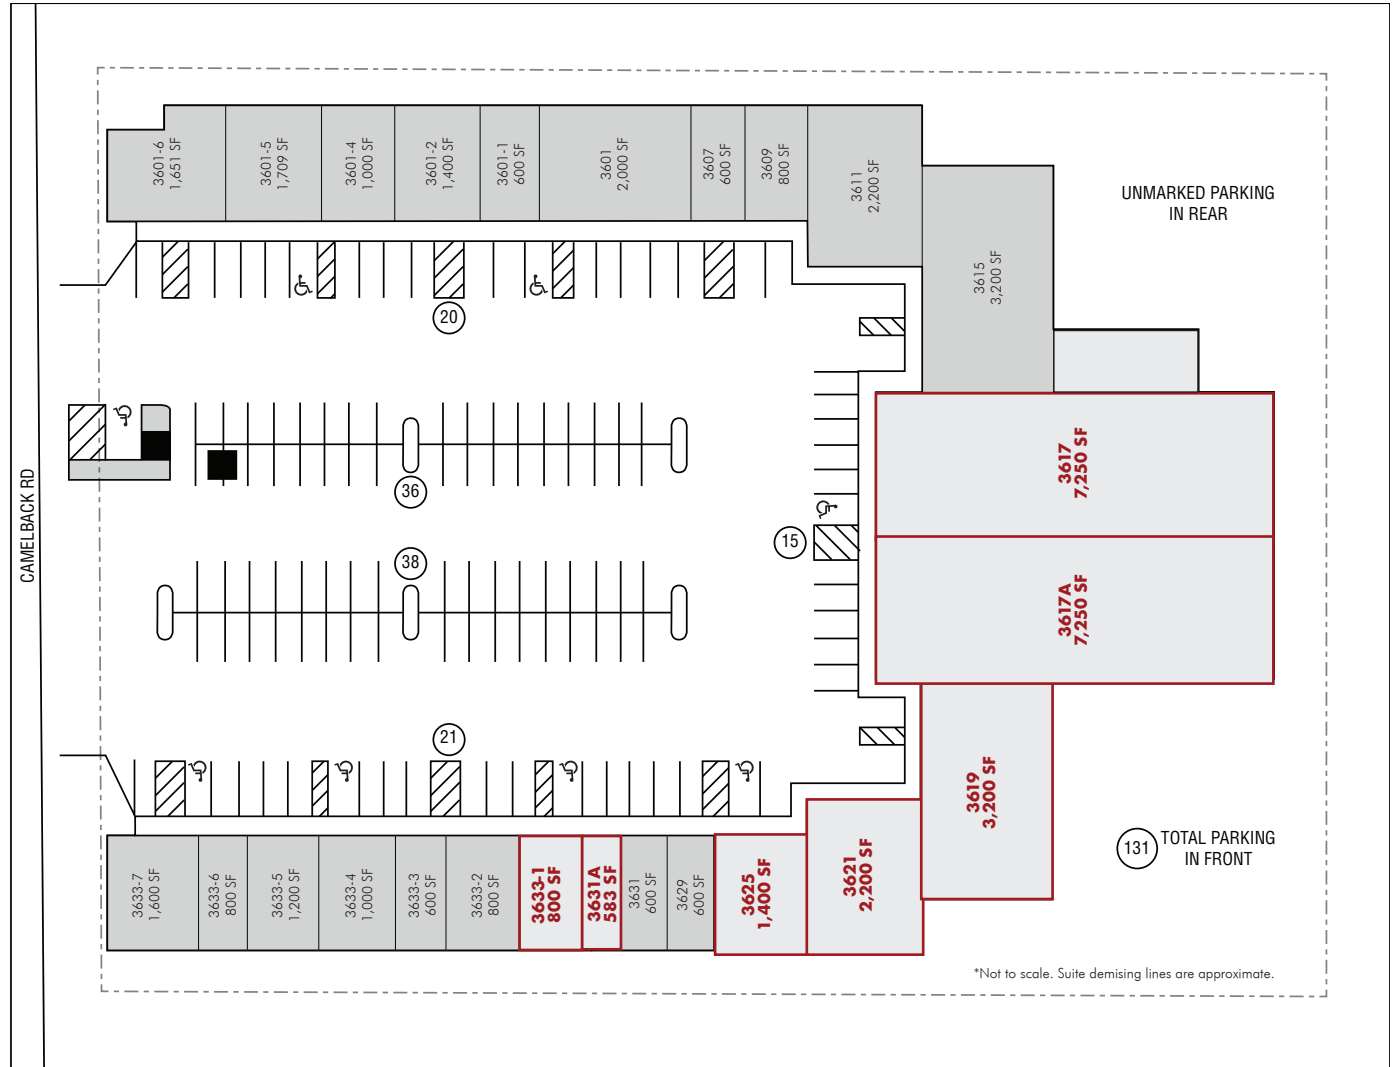 3601-6
1,651 SF
3601-5
1,709 SF
3601-4
1,000 SF
3601-2
1,400 SF
3601-1
600 SF
3601
2,000 SF
3607
600 SF
3609
800 SF
3611
2,200 SF
3615
3,200 SF
UNMARKED PARKING
IN REAR
20
36
38
15
21
CAMELBACK RD
3617
7,250 SF
3617A
7,250 SF
3619
3,200 SF
3621
2,200 SF
3625
1,400 SF
3629
600 SF
3631
600 SF
3631A
583 SF
3633-1
800 SF
3633-2
800 SF
3633-3
600 SF
3633-4
1,000 SF
3633-5
1,200 SF
3633-6
800 SF
3633-7
1,600 SF
131 TOTAL PARKING
IN FRONT
*Not to scale. Suite demising lines are approximate.